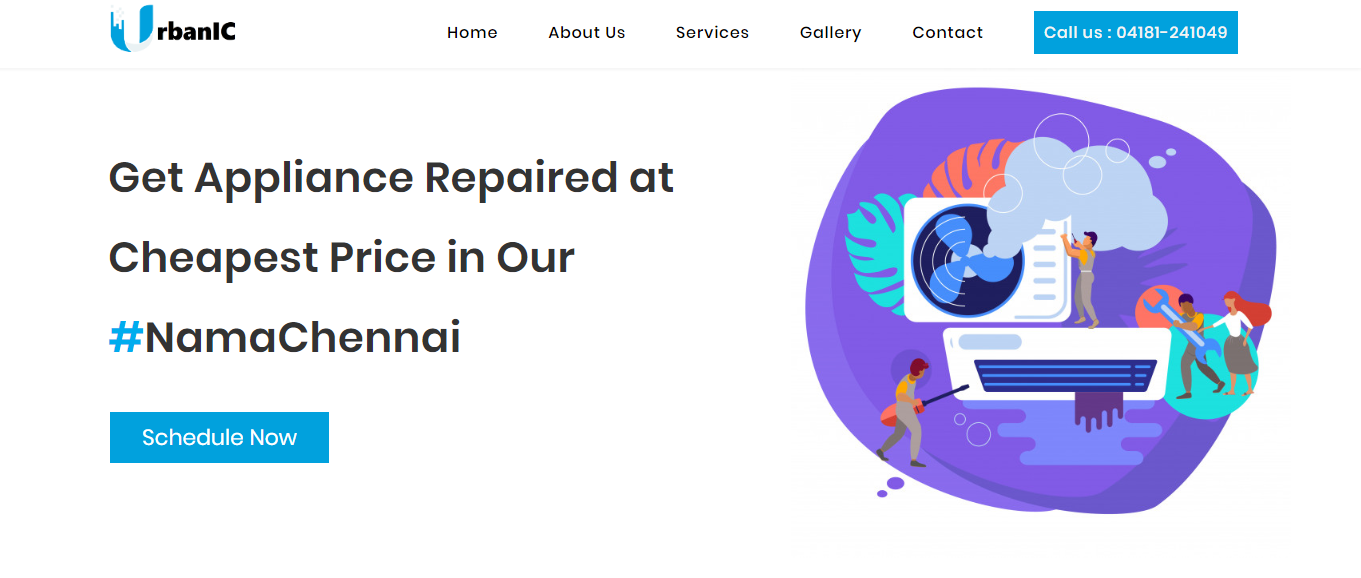 UrbanIC
Home
About Us
Services
Gallery
Contact
Call us : 04181-241049
Get Appliance Repaired at
Cheapest Price in Our
#NamaChennai
Schedule Now